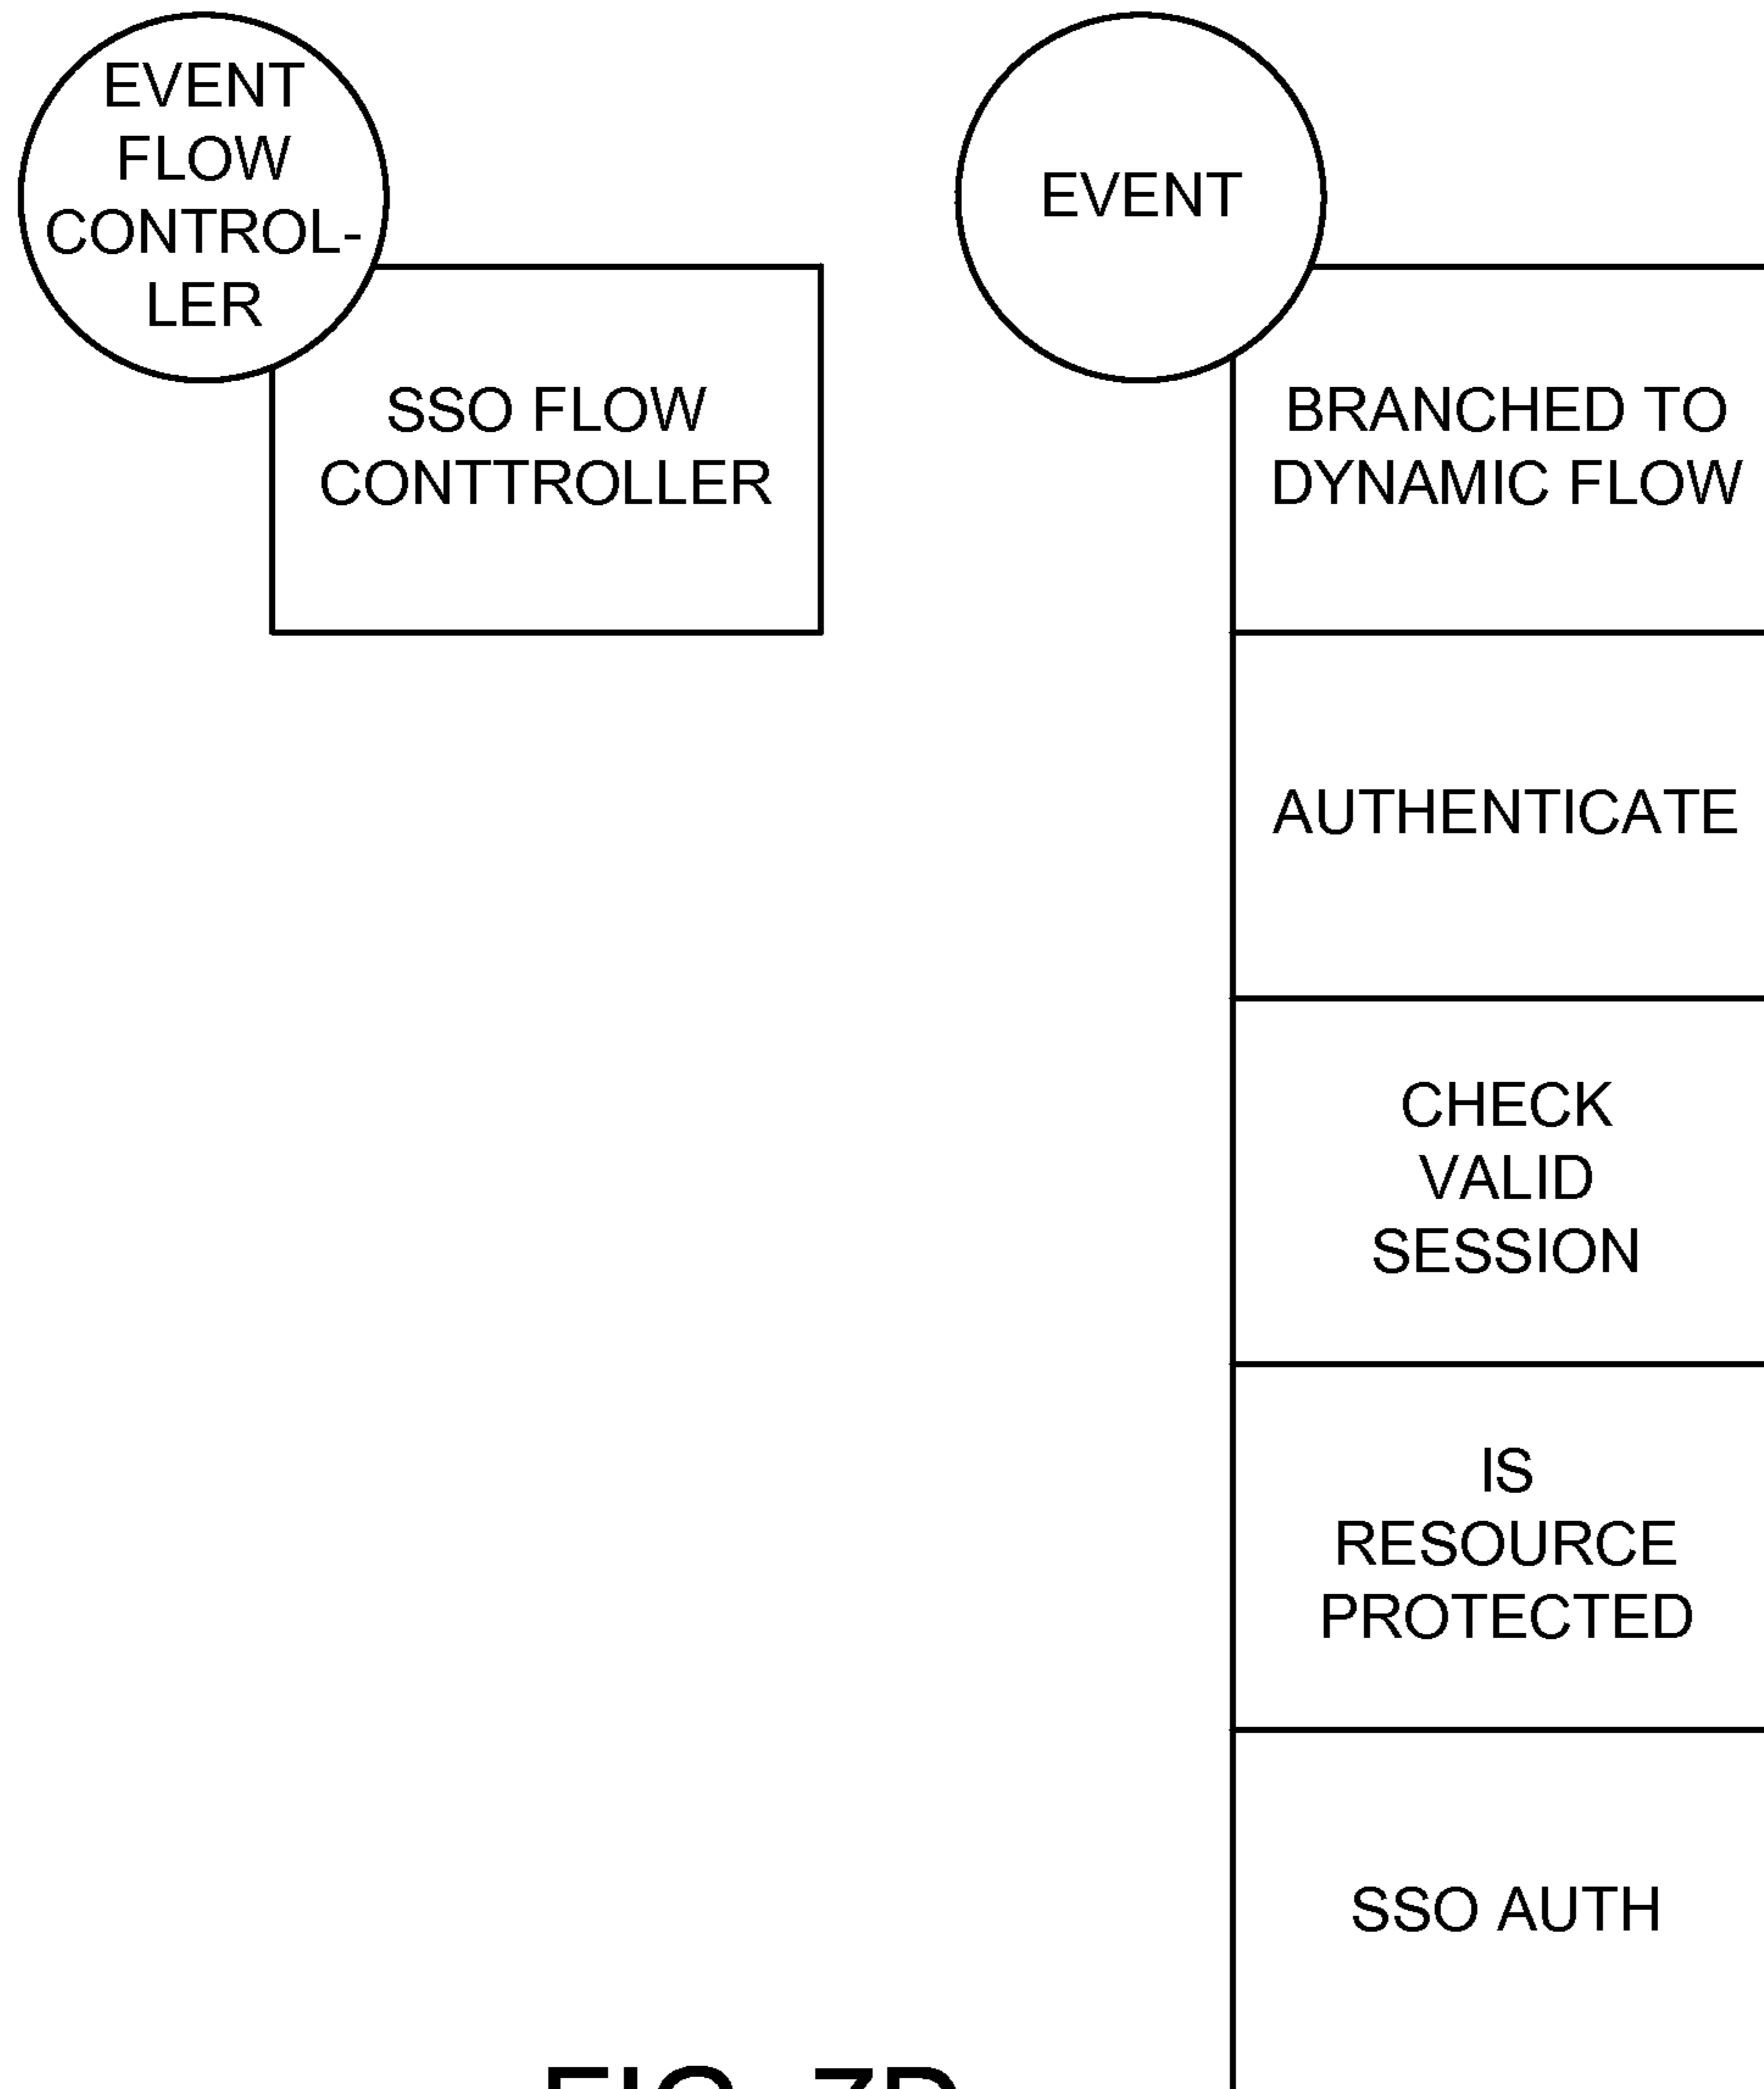 EVENT
FLOW
CONTROL-
LER
SSO FLOW
CONTTROLLER
EVENT
BRANCHED TO
DYNAMIC FLOW
AUTHENTICATE
CHECK
VALID
SESSION
IS
RESOURCE
PROTECTED
SSO AUTH